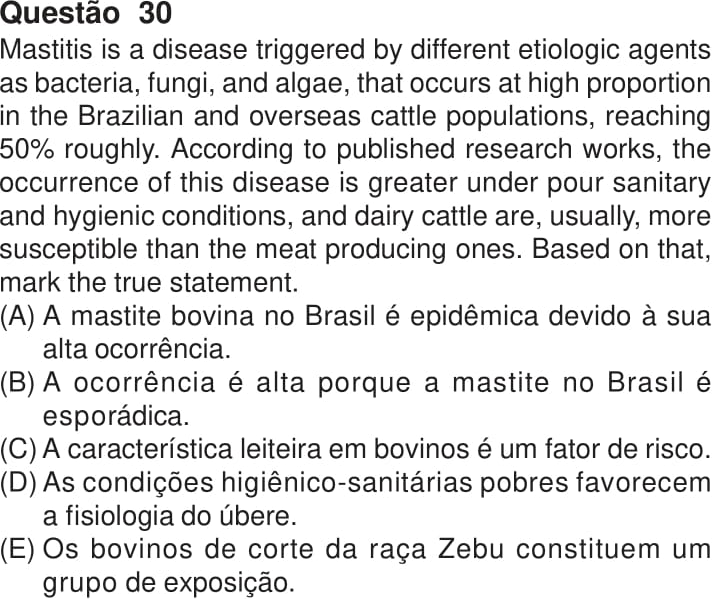 Questão 30
Mastitis is a disease triggered by different etiologic agents
as bacteria, fungi, and algae, that occurs at high proportion
in the Brazilian and overseas cattle populations, reaching
50% roughly. According to published research works, the
occurrence of this disease is greater under pour sanitary
and hygienic conditions, and dairy cattle are, usually, more
susceptible than the meat producing ones. Based on that,
mark the true statement.
(A) A mastite bovina no Brasil é epidêmica devido à sua
alta ocorrência.
(B) A ocorrência é alta porque a mastite no Brasil é
esporádica.
(C) A característica leiteira em bovinos é um fator de risco.
(D) As condições higiênico-sanitárias pobres favorecem
a fisiologia do úbere.
(E) Os bovinos de corte da raça Zebu constituem um
grupo de exposição.